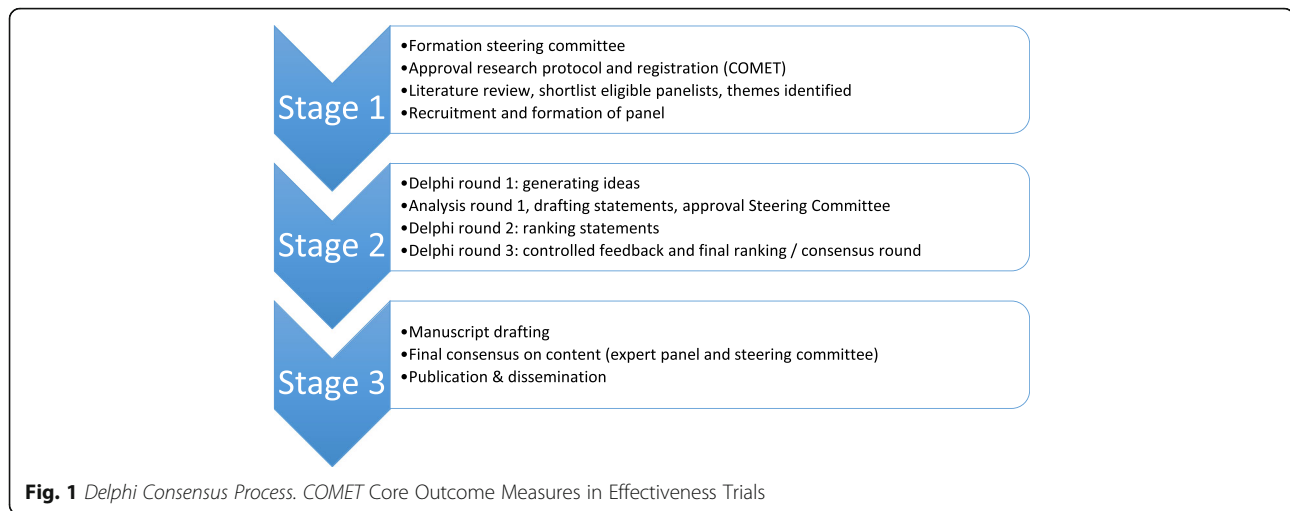 Stage 1
•Formation steering committee
•Approval research protocol and registration (COMET)
•Literature review, shortlist eligible panelists, themes identified
•Recruitment and formation of panel
Stage 2
•Delphi round 1: generating ideas
•Analysis round 1, drafting statements, approval Steering Committee
•Delphi round 2: ranking statements
•Delphi round 3: controlled feedback and final ranking / consensus round
Stage 3
•Manuscript drafting
•Final consensus on content (expert panel and steering committee)
•Publication & dissemination
Fig. 1 Delphi Consensus Process. COMET Core Outcome Measures in Effectiveness Trials